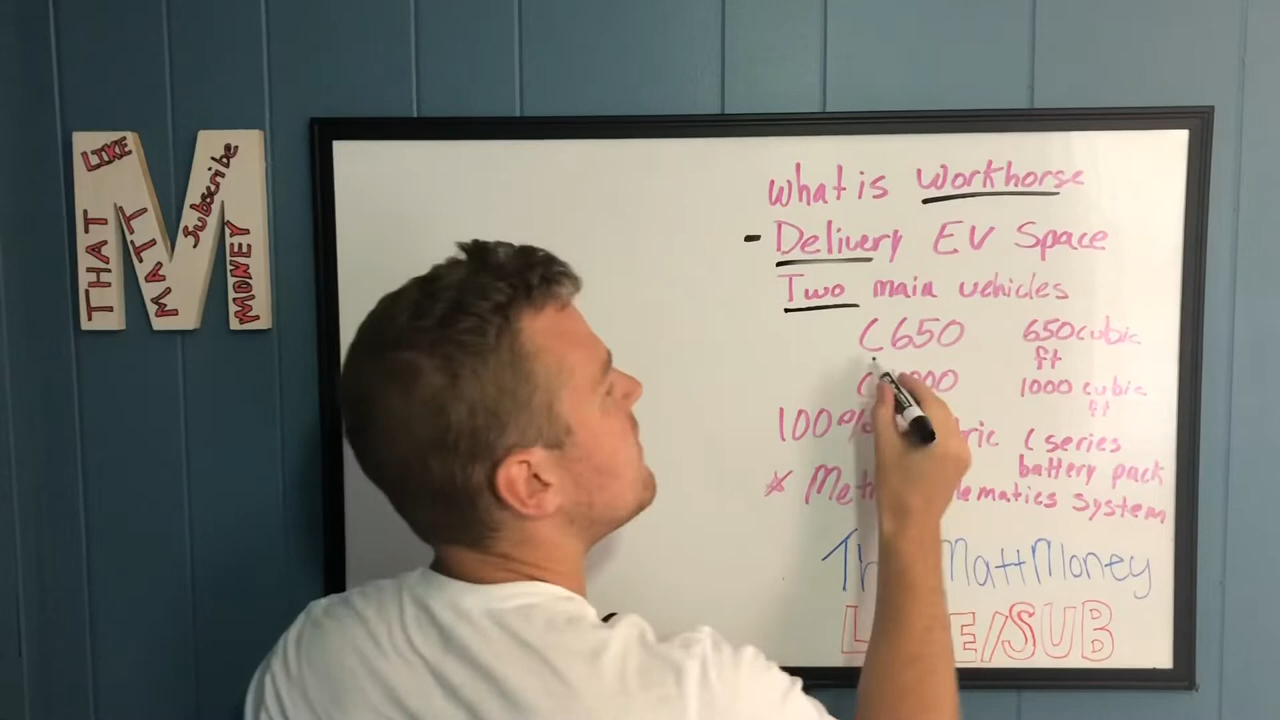 LIKE
THAT
MATT
Subscribe
MONEY
What is Workhorse
- Delivery EV Space
Two main vehicles
C650 650 cubic ft
1000 cubic ft
100% C series battery pack
* System
MattMoney
/SUB